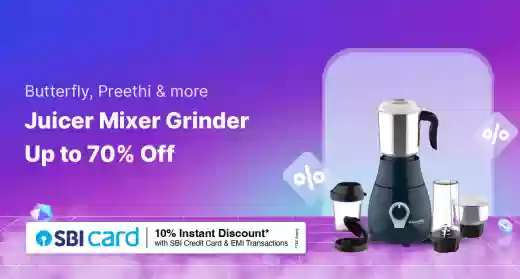 Butterfly, Preethi & more
Juicer Mixer Grinder
Up to 70% Off
%
%
SBI card
10% Instant Discount*
with SBI Credit Card & EMI Transactions